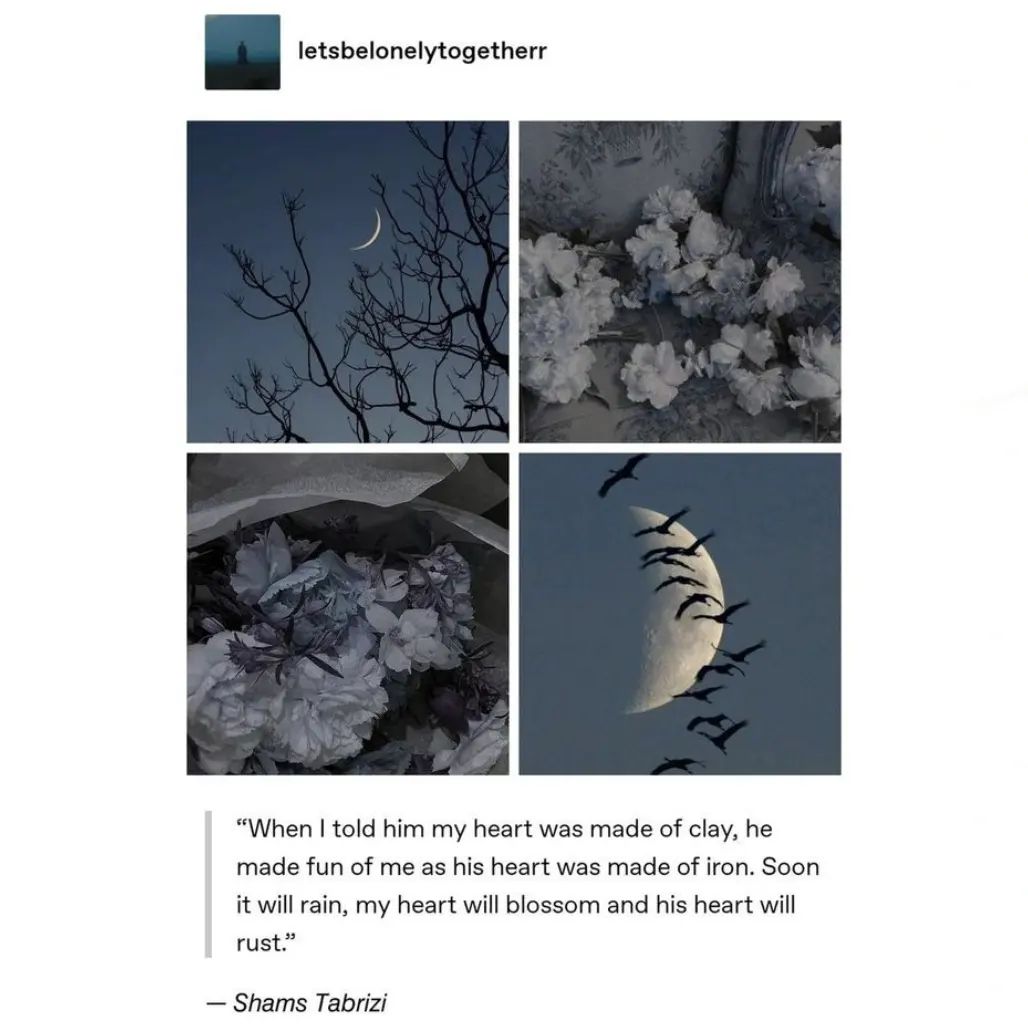 letsbelonelytogetherr
“When I told him my heart was made of clay, he
made fun of me as his heart was made of iron. Soon
it will rain, my heart will blossom and his heart will
rust.”
— Shams Tabrizi